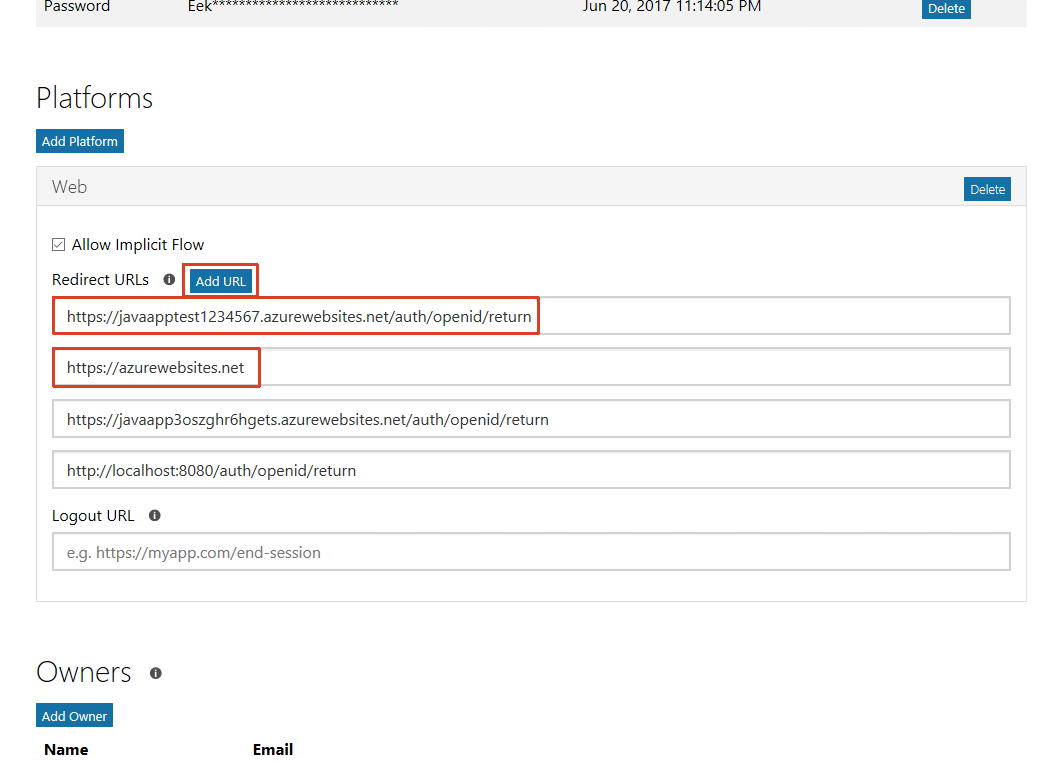 Password Eek**************************** Jun 20, 2017 11:14:05 PM Delete
Platforms
Add Platform
Web Delete
Allow Implicit Flow
Redirect URLs Add URL
https://javaapptest1234567.azurewebsites.net/auth/openid/return
https://azurewebsites.net
https://javaapp3oszghr6hgets.azurewebsites.net/auth/openid/return
http://localhost:8080/auth/openid/return
Logout URL
e.g. https://myapp.com/end-session
Owners
Add Owner
Name Email